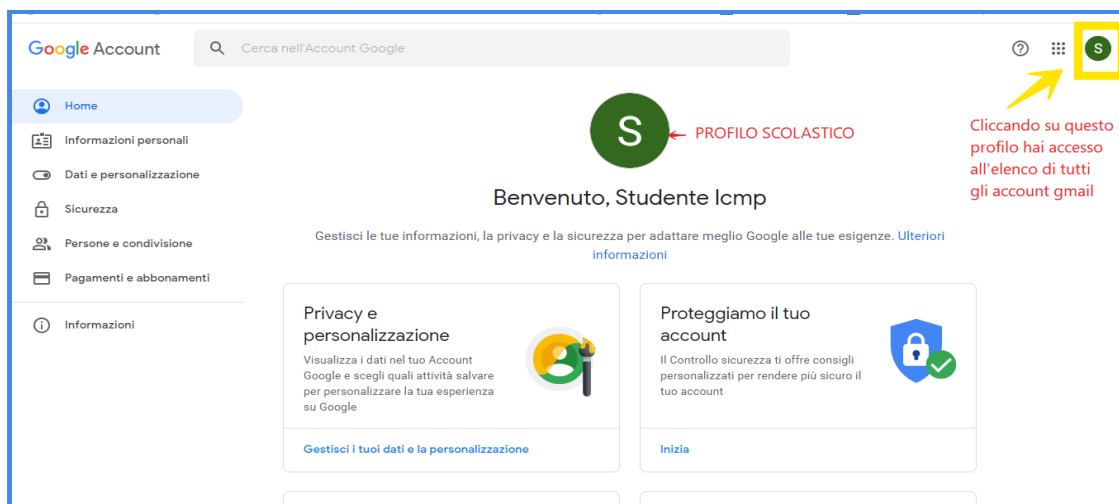 Google Account
Cerca nell'Account Google
S
Home
Informazioni personali
Dati e personalizzazione
Sicurezza
Persone e condivisione
Pagamenti e abbonamenti
Informazioni
S
PROFILO SCOLASTICO
Cliccando su questo
profilo hai accesso
all'elenco di tutti
gli account gmail
Benvenuto, Studente Icmp
Gestisci le tue informazioni, la privacy e la sicurezza per adattare meglio Google alle tue esigenze. Ulteriori
informazioni
Privacy e
personalizzazione
Visualizza i dati nel tuo Account
Google e scegli quali attività salvare
per personalizzare la tua esperienza
su Google
Gestisci i tuoi dati e la personalizzazione
Proteggiamo il tuo
account
Il Controllo sicurezza ti offre consigli
personalizzati per rendere più sicuro il
tuo account
Inizia